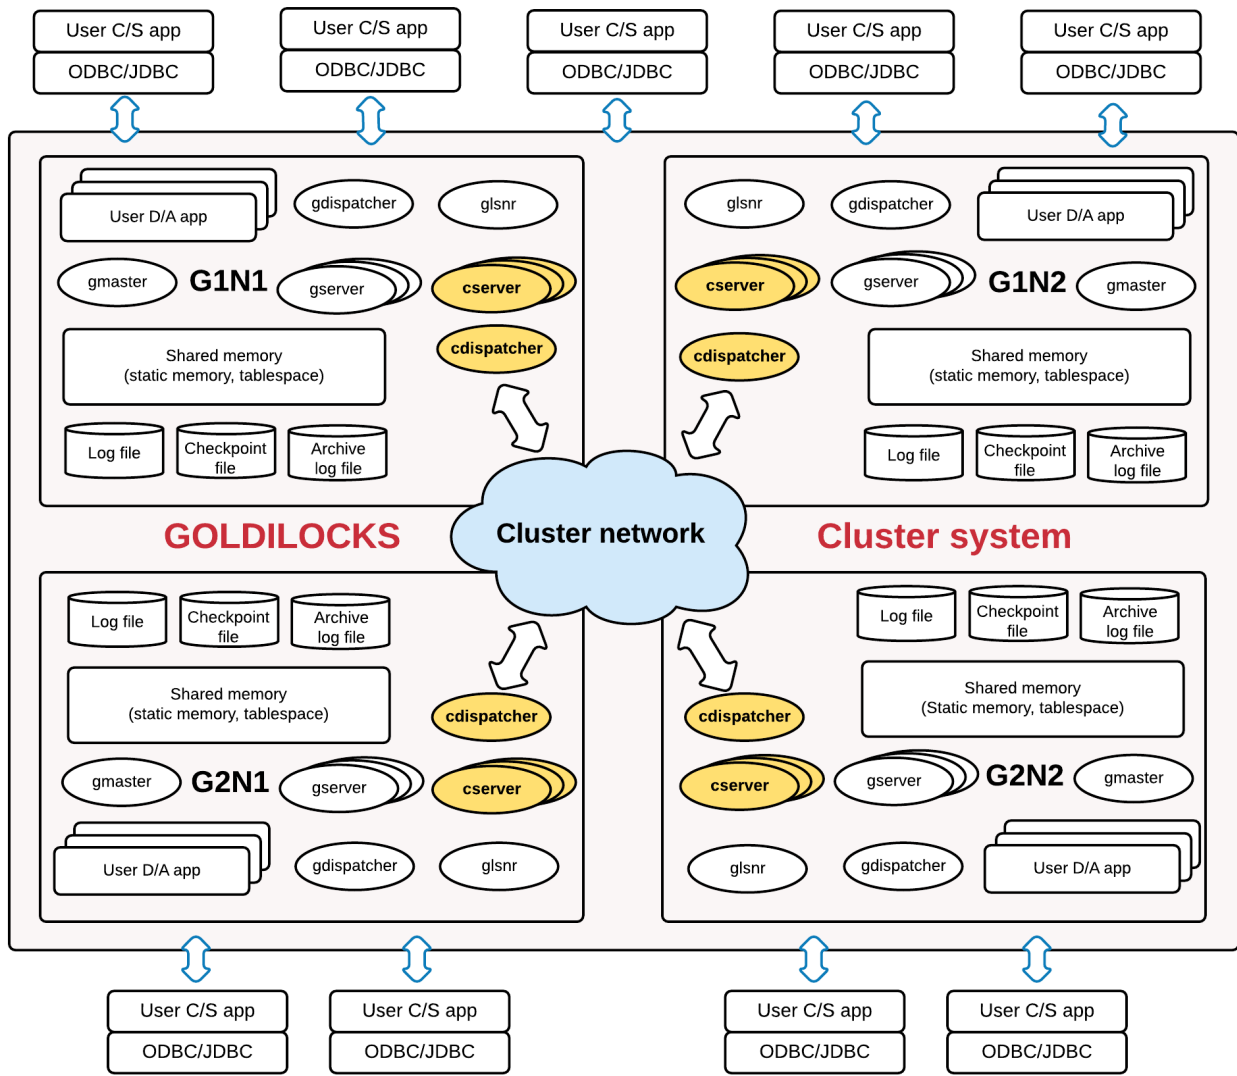 User C/S app
ODBC/JDBC
User C/S app
ODBC/JDBC
User C/S app
ODBC/JDBC
User C/S app
ODBC/JDBC
User C/S app
ODBC/JDBC
User D/A app
gdispatcher
glsnr
gmaster
G1N1
gserver
cserver
cdispatcher
Shared memory
(static memory, tablespace)
Log file
Checkpoint
file
Archive
log file
glsnr
gdispatcher
User D/A app
cserver
gserver
G1N2
gmaster
cdispatcher
Shared memory
(static memory, tablespace)
Log file
Checkpoint
file
Archive
log file
GOLDILOCKS
Cluster network
Cluster system
Log file
Checkpoint
file
Archive
log file
Shared memory
(static memory, tablespace)
cdispatcher
gmaster
G2N1
gserver
cserver
User D/A app
gdispatcher
glsnr
Log file
Checkpoint
file
Archive
log file
Shared memory
(Static memory, tablespace)
cdispatcher
cserver
gserver
G2N2
gmaster
glsnr
gdispatcher
User D/A app
User C/S app
ODBC/JDBC
User C/S app
ODBC/JDBC
User C/S app
ODBC/JDBC
User C/S app
ODBC/JDBC